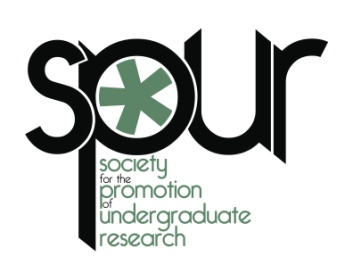 spur
society
for the
promotion
of
undergraduate
research